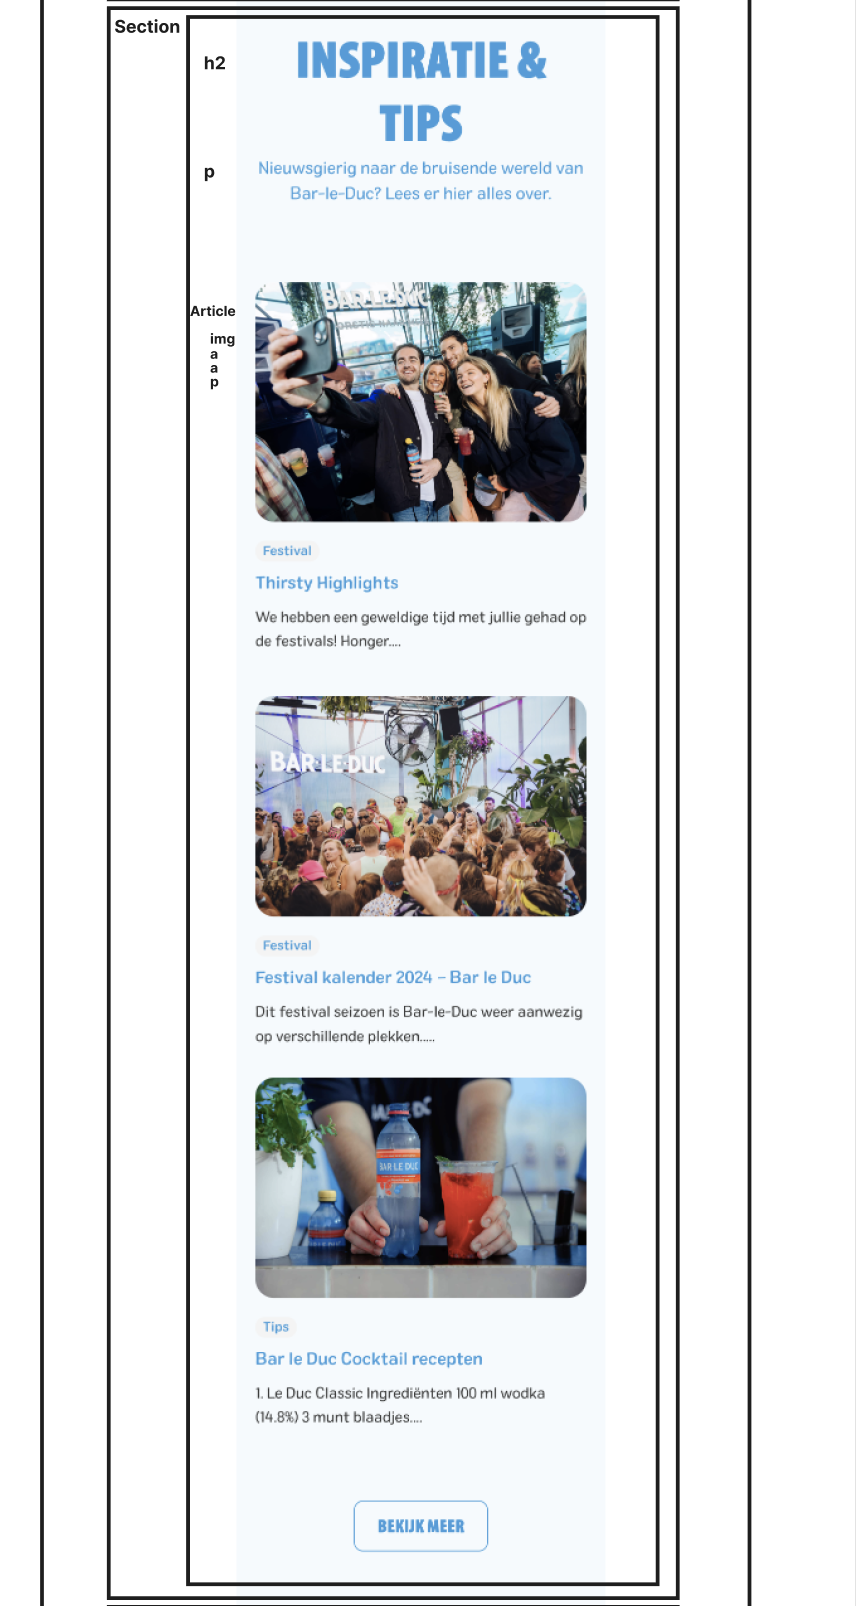 Section
h2
INSPIRATIE &
TIPS
p
Nieuwsgierig naar de bruisende wereld van
Bar-le-Duc? Lees er hier alles over.
Article
img
a
a
p
BAR·LE·DUC
Festival
Thirsty Highlights
We hebben een geweldige tijd met jullie gehad op
de festivals! Honger....
BAR·LE·DUC
Festival
Festival kalender 2024 – Bar le Duc
Dit festival seizoen is Bar-le-Duc weer aanwezig
op verschillende plekken.....
BAR LE DUC
Tips
Bar le Duc Cocktail recepten
1. Le Duc Classic Ingrediënten 100 ml wodka
(14.8%) 3 munt blaadjes....
BEKIJK MEER